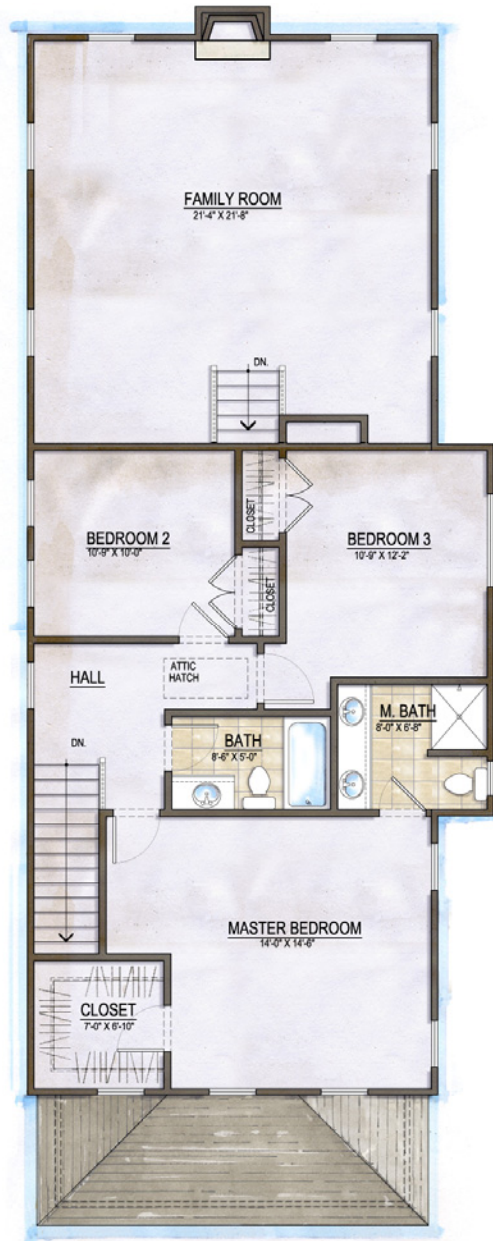 FAMILY ROOM
21'-4" X 21'-8"
DN.
CLOSET
BEDROOM 2
10'-9" X 10'-0"
BEDROOM 3
10'-9" X 12'-2"
CLOSET
HALL
ATTIC
HATCH
M. BATH
8'-0" X 6'-8"
DN.
BATH
8'-6" X 5'-0"
MASTER BEDROOM
14'-0" X 14'-6"
CLOSET
7'-0" X 6'-10"